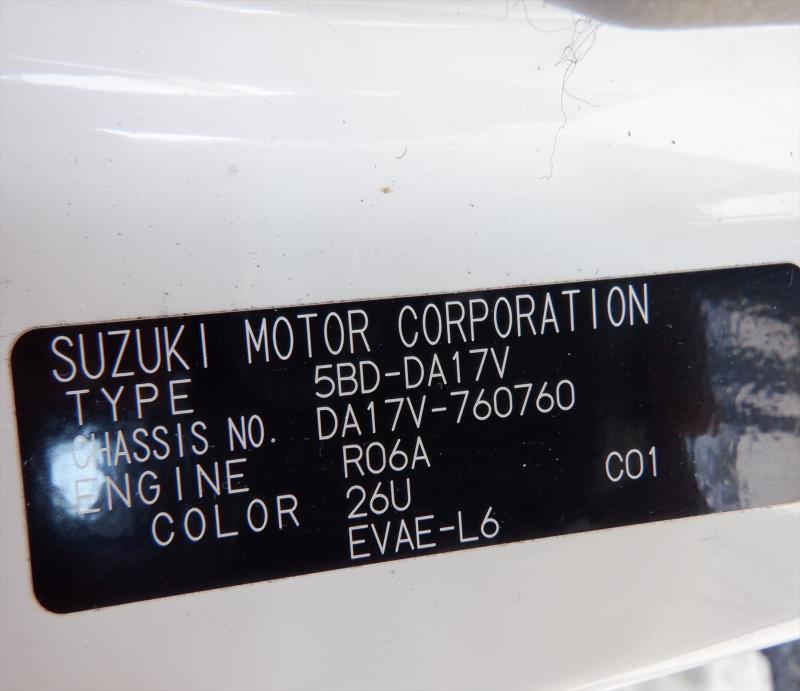 SUZUKI MOTOR CORPORATION
TYPE 5BD-DA17V
CHASSIS NO. DA17V-760760
ENGINE R06A C01
COLOR 26U
EVAE-L6